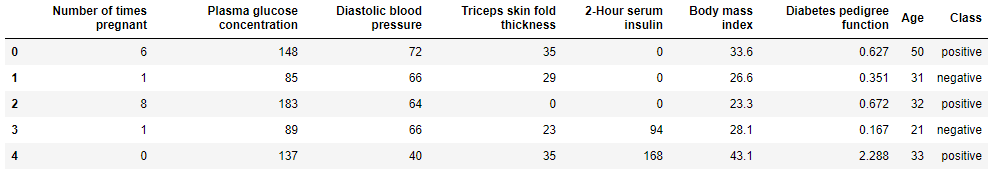 Number of times pregnant Plasma glucose concentration Diastolic blood pressure Triceps skin fold thickness 2-Hour serum insulin Body mass index Diabetes pedigree function Age Class
0 6 148 72 35 0 33.6 0.627 50 positive
1 1 85 66 29 0 26.6 0.351 31 negative
2 8 183 64 0 0 23.3 0.672 32 positive
3 1 89 66 23 94 28.1 0.167 21 negative
4 0 137 40 35 168 43.1 2.288 33 positive